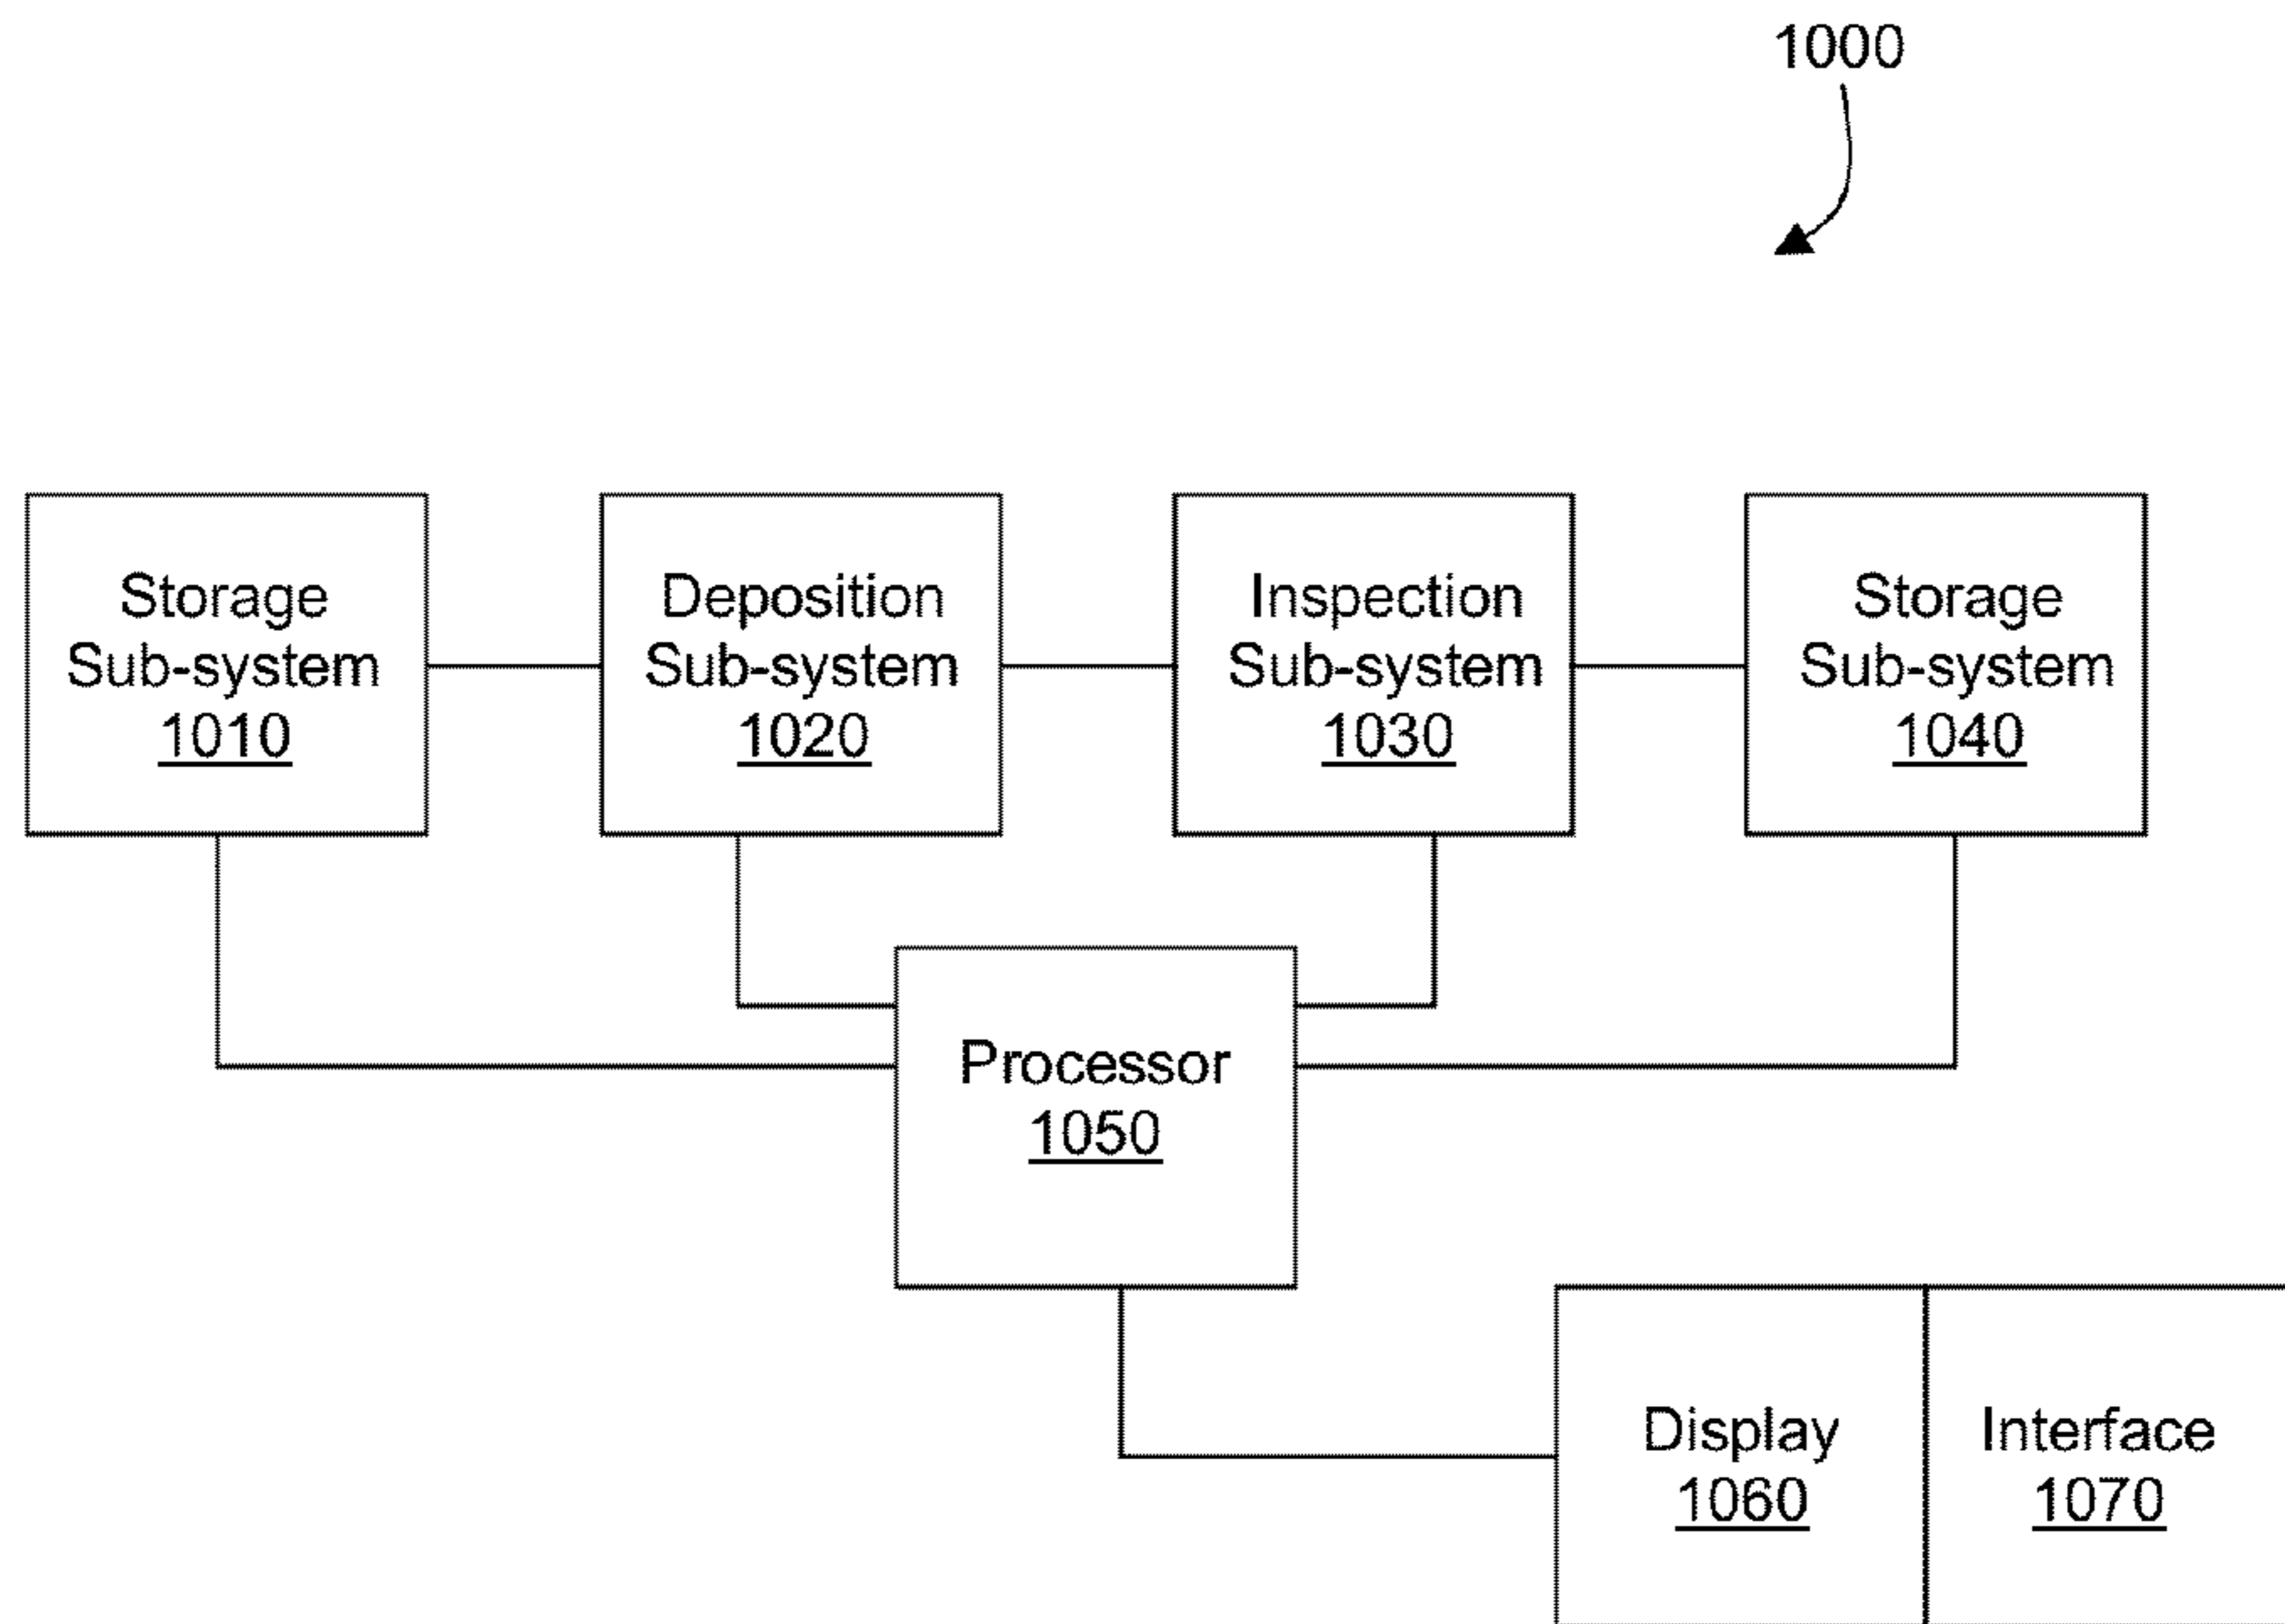 1000
Storage
Sub-system
1010
Deposition
Sub-system
1020
Inspection
Sub-system
1030
Storage
Sub-system
1040
Processor
1050
Display
1060
Interface
1070